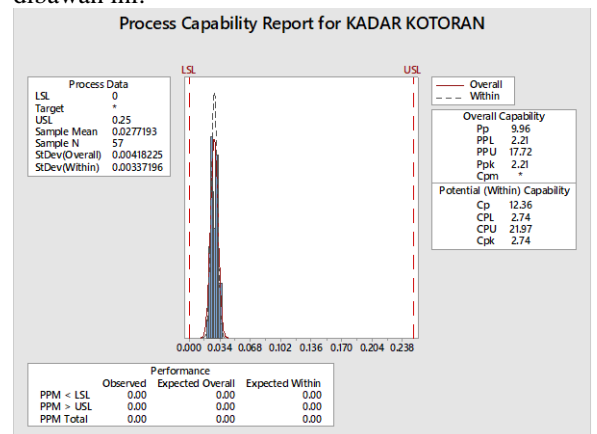 dibawah ini:
Process Capability Report for KADAR KOTORAN
LSL USL
Process Data
LSL 0
Target *
USL 0.25
Sample Mean 0.0277193
Sample N 57
StDev(Overall) 0.00418225
StDev(Within) 0.00337196
Overall
Within
Overall Capability
Pp 9.96
PPL 2.21
PPU 17.72
Ppk 2.21
Cpm *
Potential (Within) Capability
Cp 12.36
CPL 2.74
CPU 21.97
Cpk 2.74
0.000 0.034 0.068 0.102 0.136 0.170 0.204 0.238
Performance
Observed Expected Overall Expected Within
PPM < LSL 0.00 0.00 0.00
PPM > USL 0.00 0.00 0.00
PPM Total 0.00 0.00 0.00